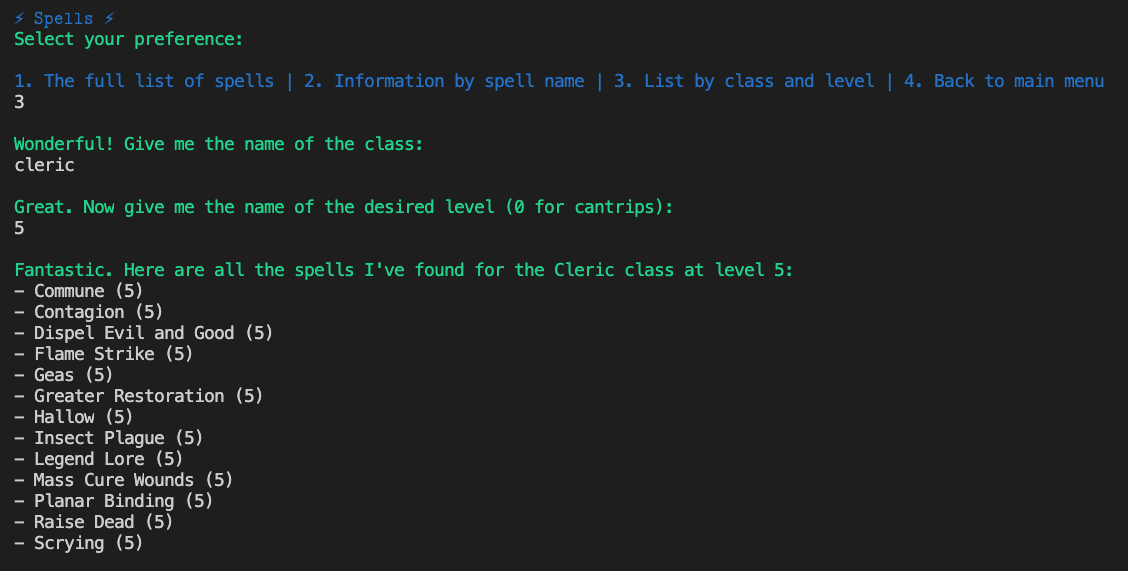 ⚡ Spells ⚡
Select your preference:
1. The full list of spells | 2. Information by spell name | 3. List by class and level | 4. Back to main menu
3
Wonderful! Give me the name of the class:
cleric
Great. Now give me the name of the desired level (0 for cantrips):
5
Fantastic. Here are all the spells I've found for the Cleric class at level 5:
- Commune (5)
- Contagion (5)
- Dispel Evil and Good (5)
- Flame Strike (5)
- Geas (5)
- Greater Restoration (5)
- Hallow (5)
- Insect Plague (5)
- Legend Lore (5)
- Mass Cure Wounds (5)
- Planar Binding (5)
- Raise Dead (5)
- Scrying (5)